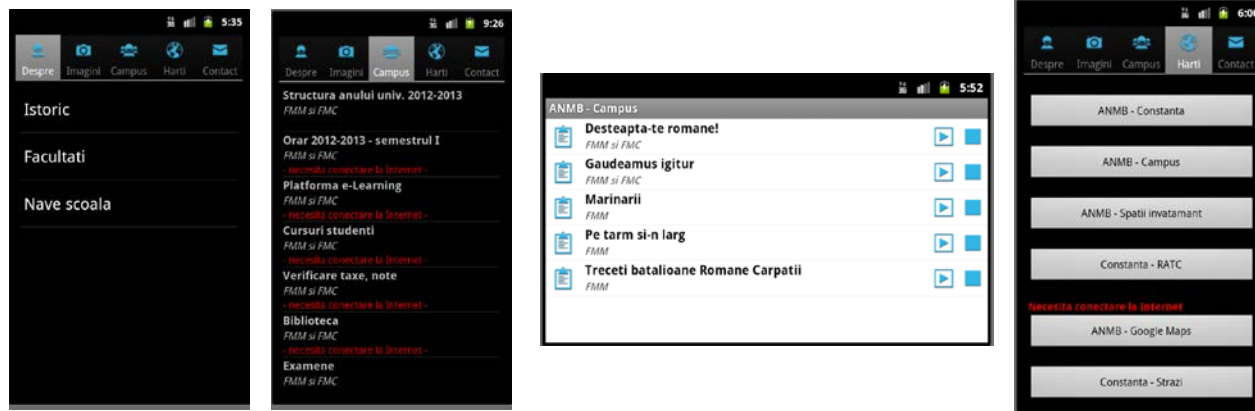 5:35
Despre Imagini Campus Harti Contact
Istoric
Facultati
Nave scoala
9:26
Despre Imagini Campus Harti Contact
Structura anului univ. 2012-2013
FMM si FMC
Orar 2012-2013 - semestrul I
FMM si FMC
- necesita conectare la Internet -
Platforma e-Learning
FMM si FMC
- necesita conectare la Internet -
Cursuri studenti
FMM si FMC
- necesita conectare la Internet -
Verificare taxe, note
FMM si FMC
- necesita conectare la Internet -
Biblioteca
FMM si FMC
- necesita conectare la Internet -
Examene
FMM si FMC
5:52
ANMB - Campus
Desteapta-te romane!
FMM si FMC
Gaudeamus igitur
FMM si FMC
Marinarii
FMM
Pe tarm si-n larg
FMM
Treceti batalioane Romane Carpatii
FMM
Despre Imagini Campus Harti Contact
ANMB - Constanta
ANMB - Campus
ANMB - Spatii invatamant
Constanta - RATC
Necesita conectare la Internet
ANMB - Google Maps
Constanta - Strazi